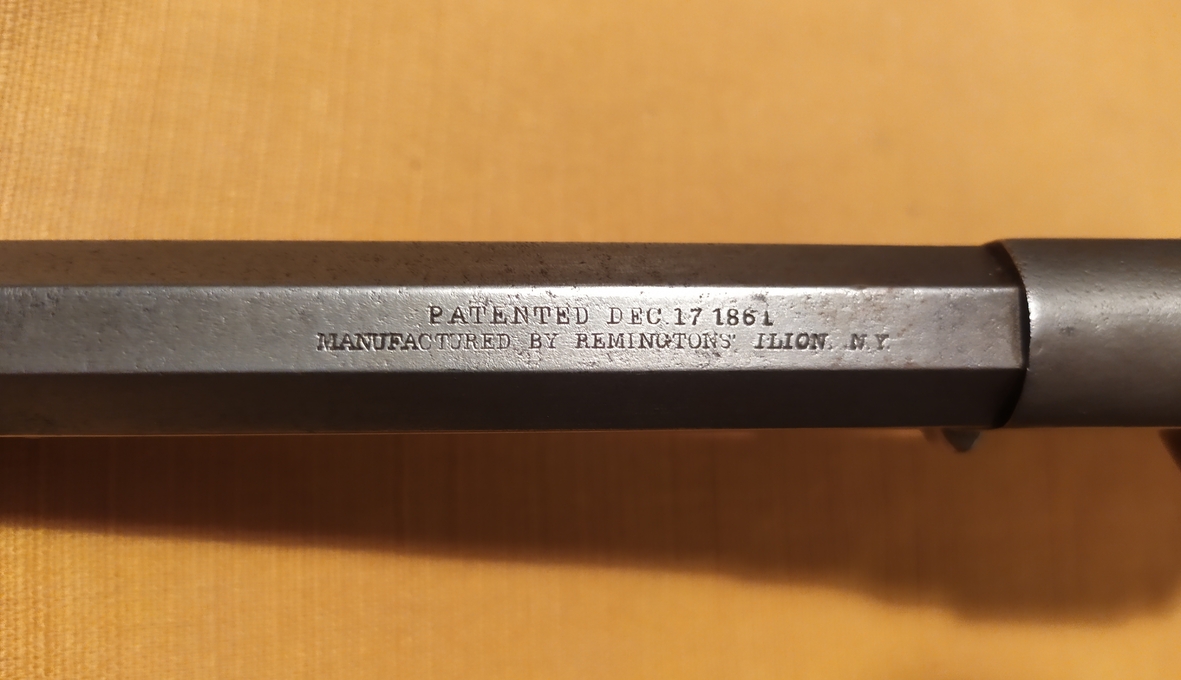 PATENTED DEC. 17 1861
MANUFACTURED BY REMINGTONS' ILION, N.Y.